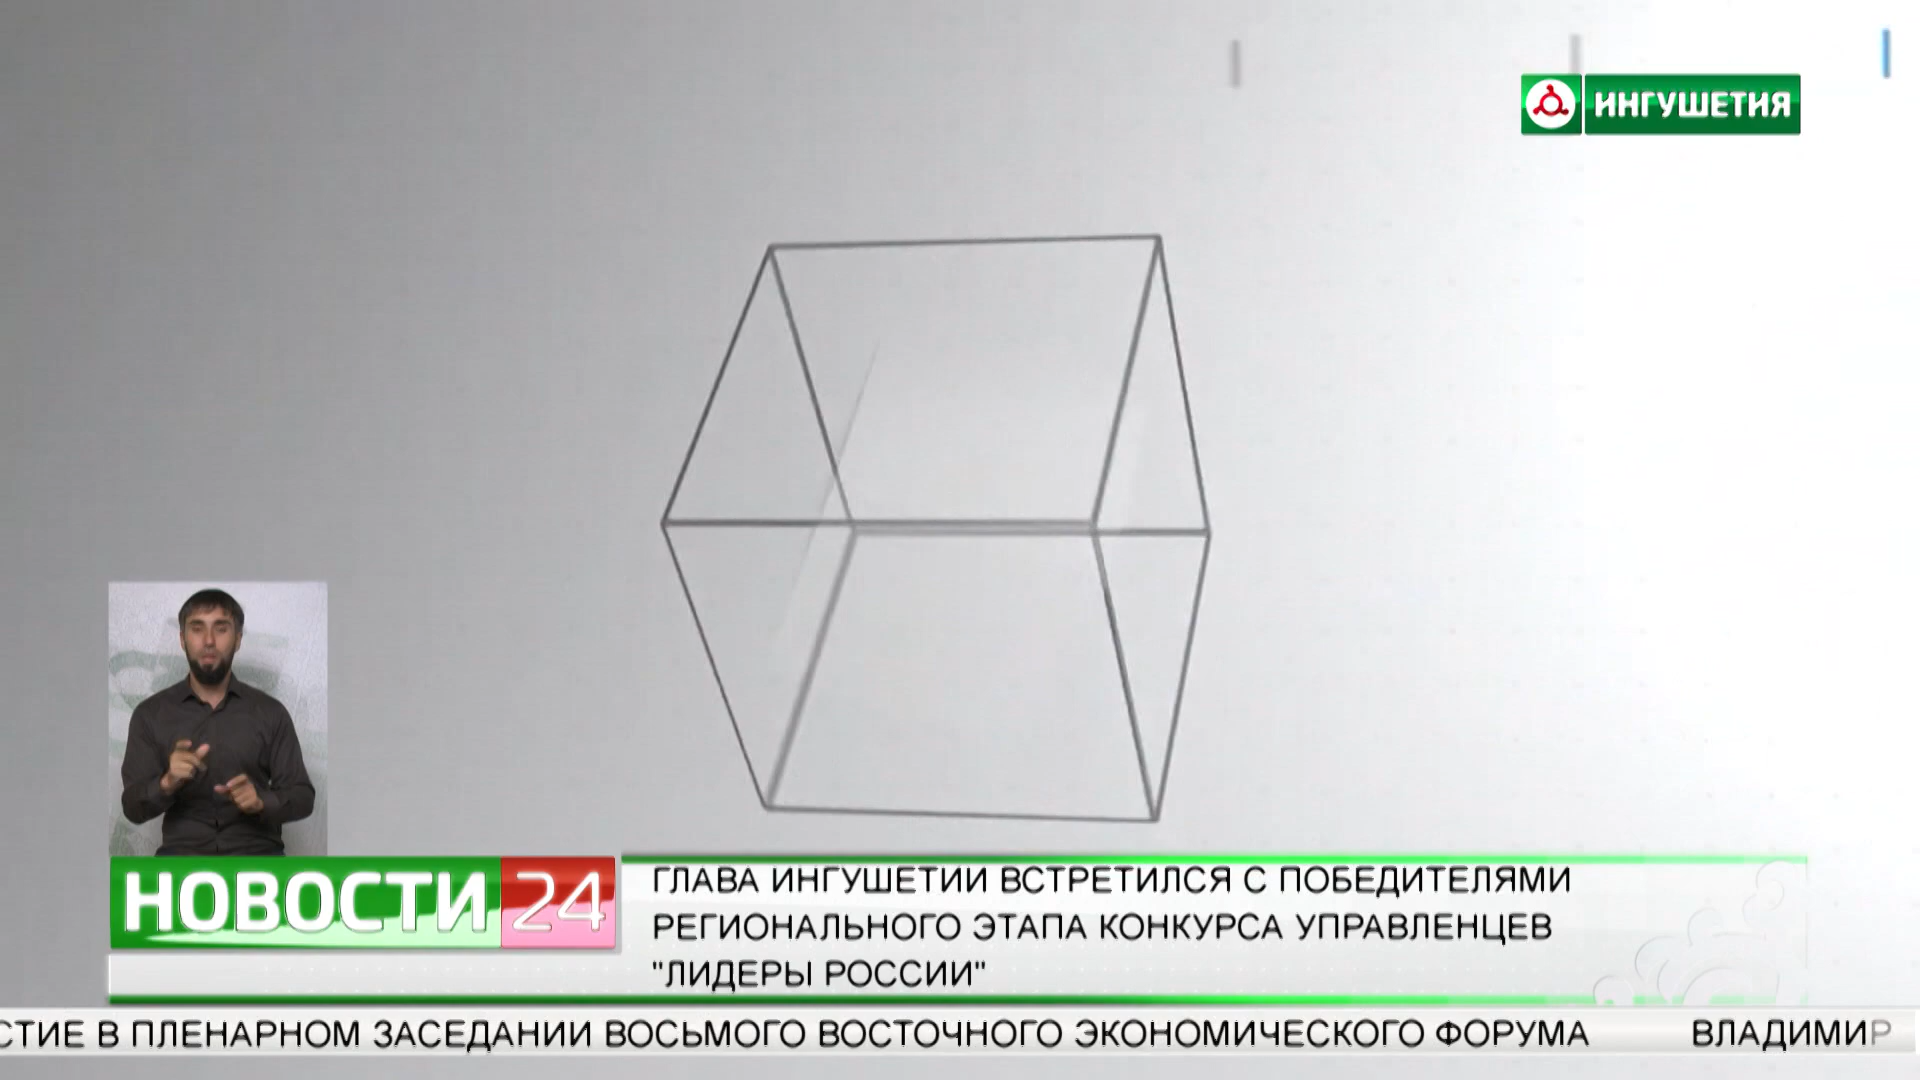 ИНГУШЕТИЯ
НОВОСТИ 24
ГЛАВА ИНГУШЕТИИ ВСТРЕТИЛСЯ С ПОБЕДИТЕЛЯМИ
РЕГИОНАЛЬНОГО ЭТАПА КОНКУРСА УПРАВЛЕНЦЕВ
"ЛИДЕРЫ РОССИИ"
СТИЕ В ПЛЕНАРНОМ ЗАСЕДАНИИ ВОСЬМОГО ВОСТОЧНОГО ЭКОНОМИЧЕСКОГО ФОРУМА ВЛАДИМИР